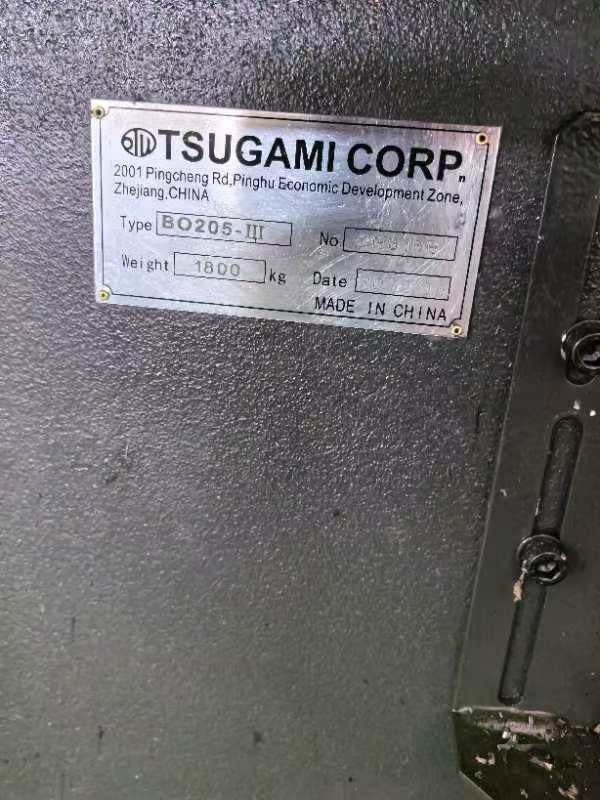 TSUGAMI CORP.
2001 Pingcheng Rd,Pinghu Economic Development Zone,
Zhejiang,CHINA
Type BO205-III No
Weight 1800 kg Date
MADE IN CHINA